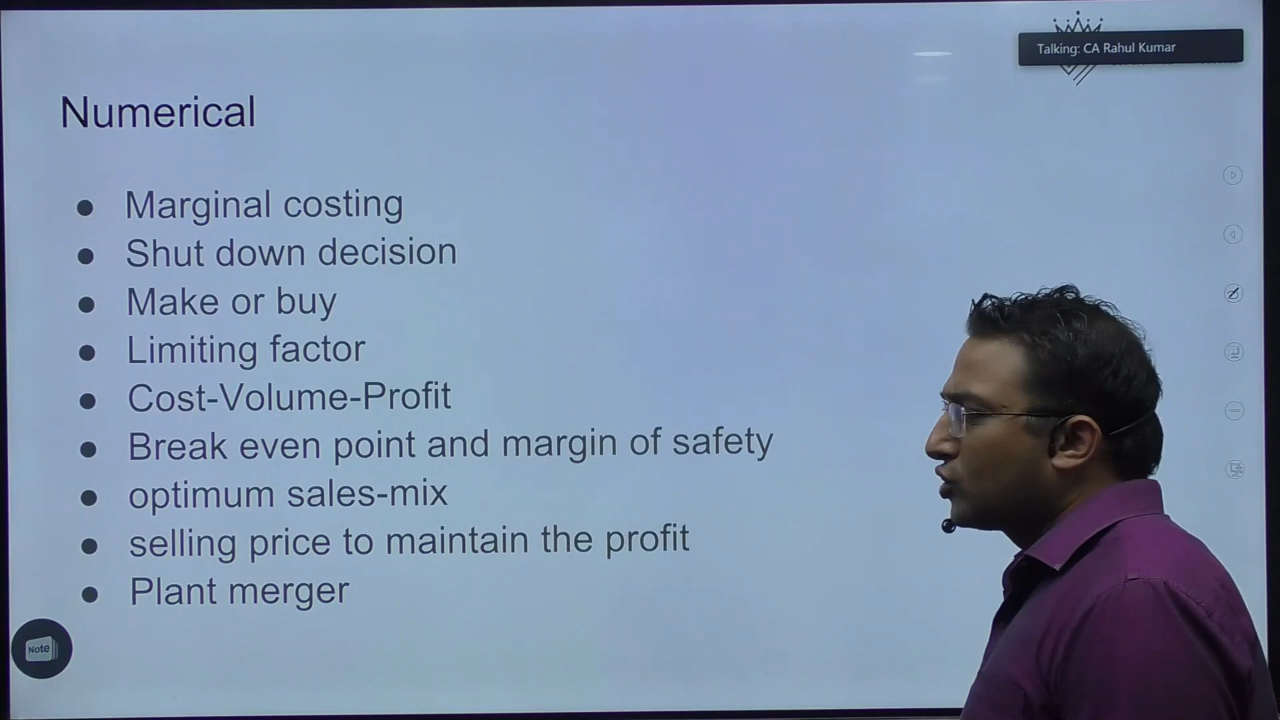 Talking: CA Rahul Kumar
Numerical
● Marginal costing
● Shut down decision
● Make or buy
● Limiting factor
● Cost-Volume-Profit
● Break even point and margin of safety
● optimum sales-mix
● selling price to maintain the profit
● Plant merger
Note